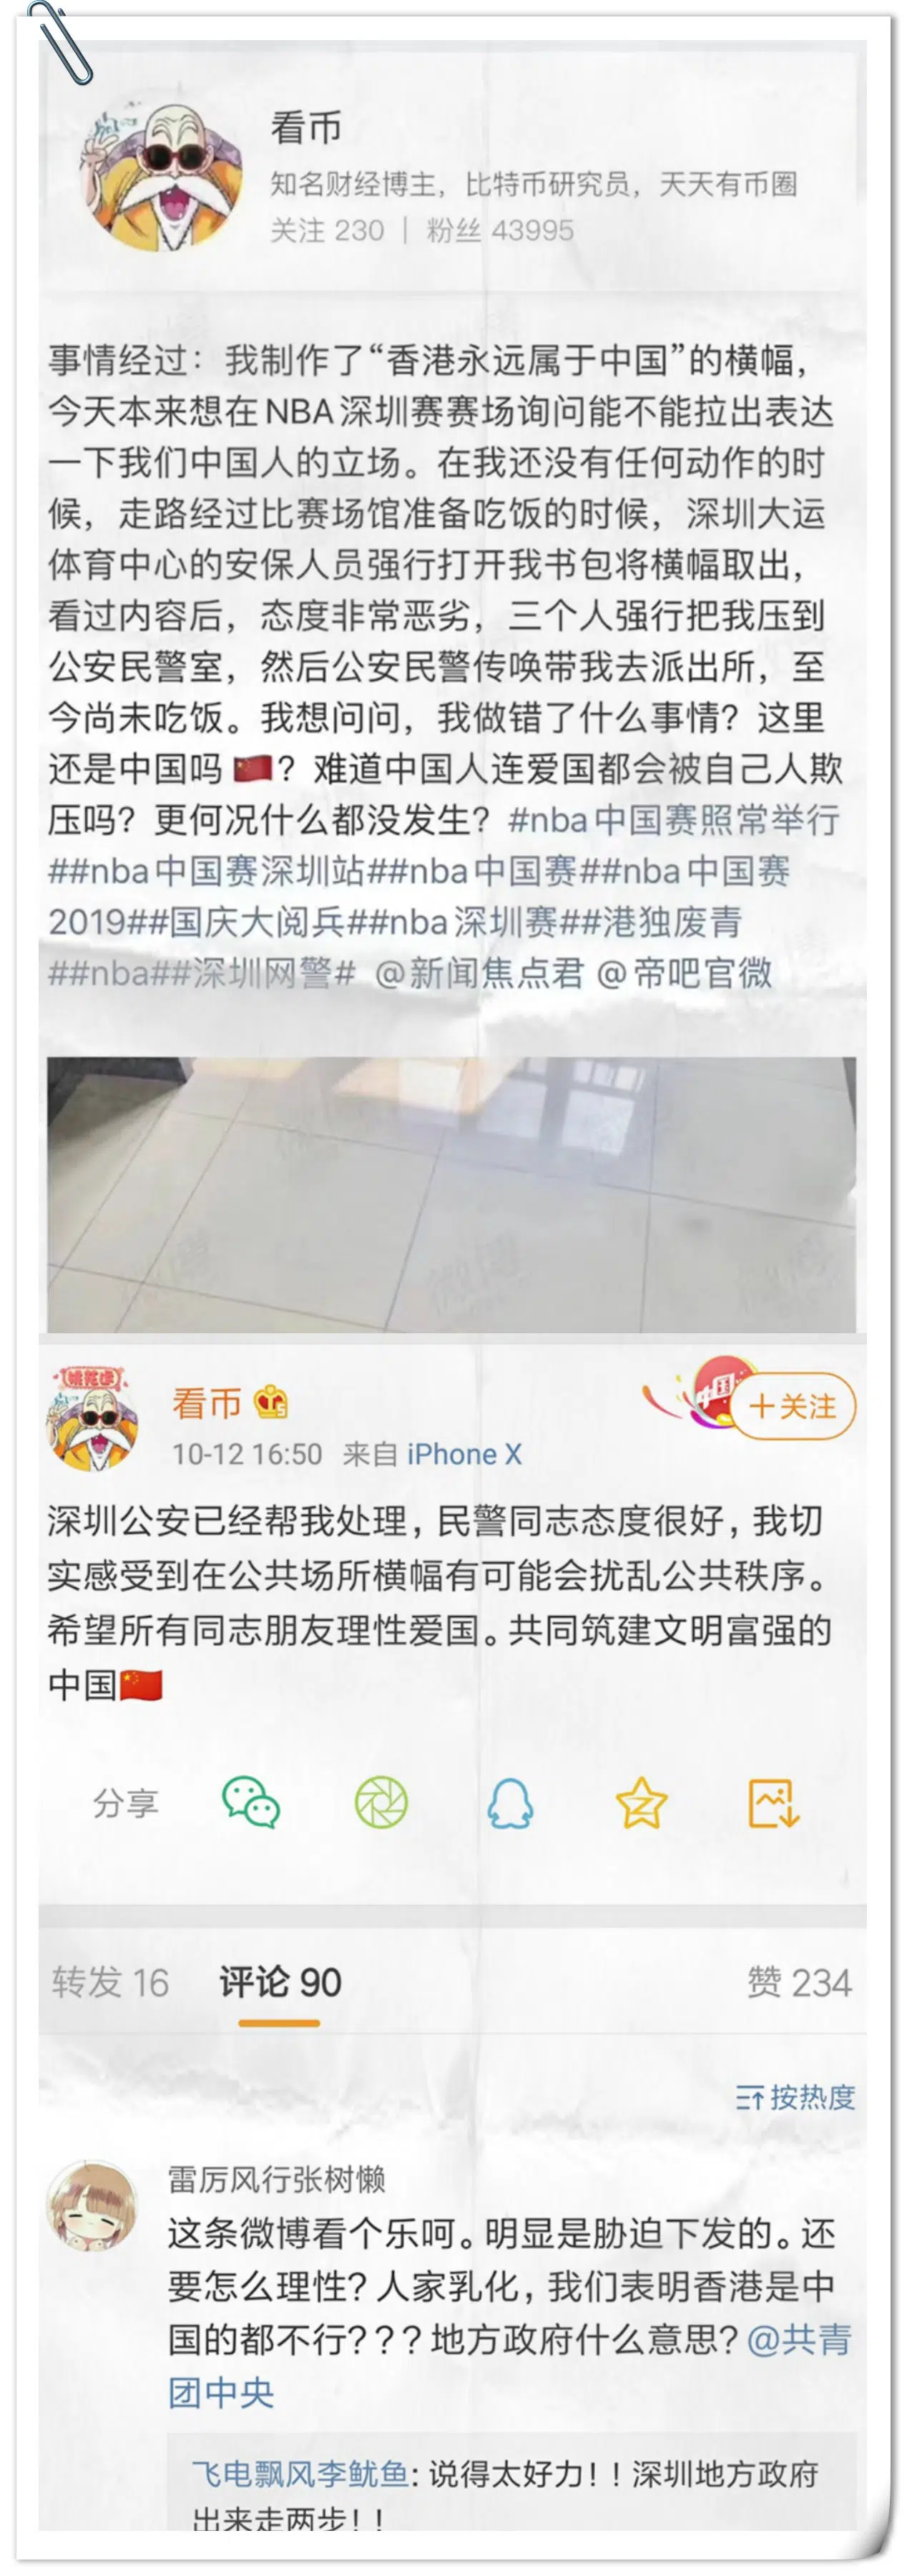 看币
知名财经博主，比特币研究员，天天有币圈
关注 230 | 粉丝 43995
事情经过：我制作了“香港永远属于中国”的横幅，
今天本来想在NBA深圳赛赛场询问能不能拉出表达
一下我们中国人的立场。在我还没有任何动作的时
候，走路经过比赛场馆准备吃饭的时候，深圳大运
体育中心的安保人员强行打开我书包将横幅取出，
看过内容后，态度非常恶劣，三个人强行把我压到
公安民警室，然后公安民警传唤带我去派出所，至
今尚未吃饭。我想问问，我做错了什么事情？这里
还是中国吗🇨🇳？难道中国人连爱国都会被自己人欺
压吗？更何况什么都没发生？#nba中国赛照常举行
##nba中国赛深圳站##nba中国赛##nba中国赛
2019##国庆大阅兵##nba深圳赛##港独废青
##nba##深圳网警# @新闻焦点君 @帝吧官微
看币
中国
十关注
10-12 16:50 来自 iPhone X
深圳公安已经帮我处理，民警同志态度很好，我切
实感受到在公共场所横幅有可能会扰乱公共秩序。
希望所有同志朋友理性爱国。共同筑建文明富强的
中国🇨🇳
分享
转发 16 评论 90 赞 234
按热度
雷厉风行张树懒
这条微博看个乐呵。明显是胁迫下发的。还
要怎么理性？人家乳化，我们表明香港是中
国的都不行？？？地方政府什么意思？@共青
团中央
飞电飘风李鱿鱼：说得太好力！！深圳地方政府
出来走两步！！